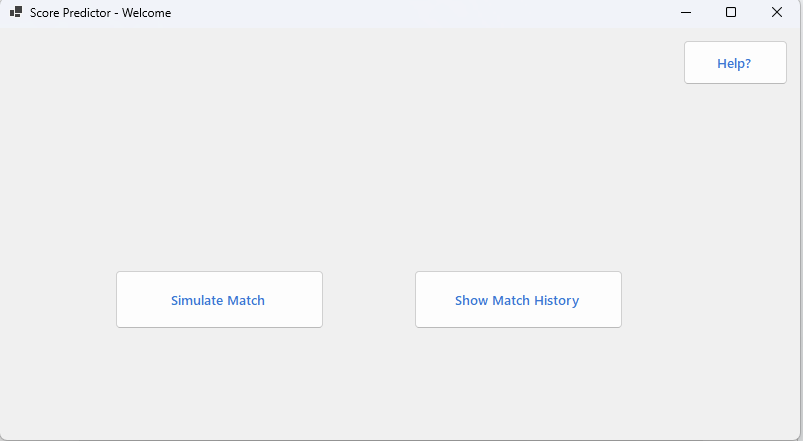 Score Predictor - Welcome
Help?
Simulate Match
Show Match History